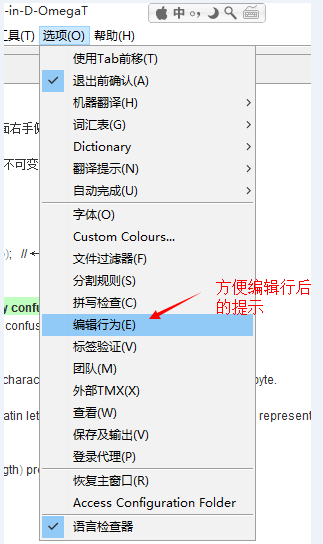 -in-D-OmegaT
中
工具(T) 选项(O) 帮助(H)
使用Tab前移(T)
退出前确认(A)
机器翻译(H)
面右手侧
词汇表(G)
不可变
Dictionary
翻译提示(N)
自动完成(U)
字体(O)
Custom Colours...
); //
文件过滤器(F)
分割规则(S)
方便编辑行后
的提示
y confu
拼写检查(C)
confus
编辑行为(E)
标签验证(V)
团队(M)
charac
外部TMX(X)
byte.
atin let
查看(W)
represent
保存及输出(V)
gth) pre
登录代理(P)
恢复主窗口(R)
Access Configuration Folder
语言检查器